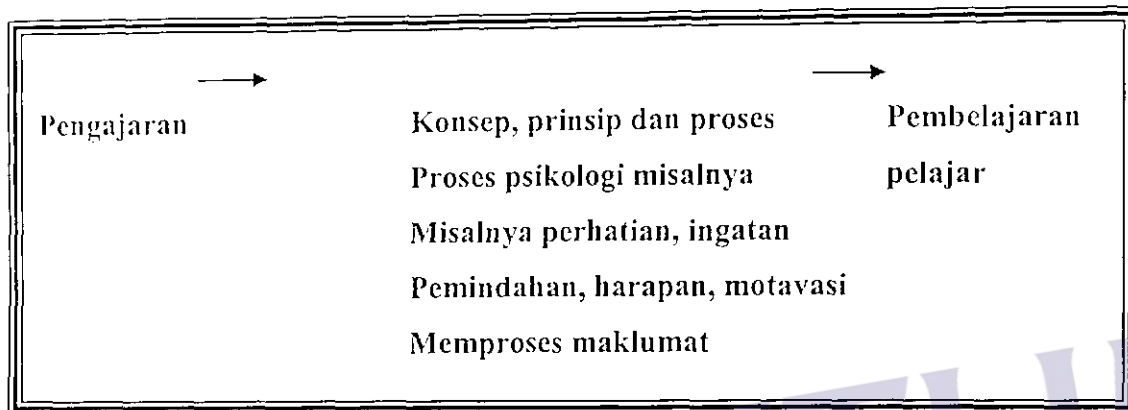 Pengajaran
Konsep, prinsip dan proses
Proses psikologi misalnya
Misalnya perhatian, ingatan
Pemindahan, harapan, motavasi
Memproses maklumat
Pembelajaran
pelajar